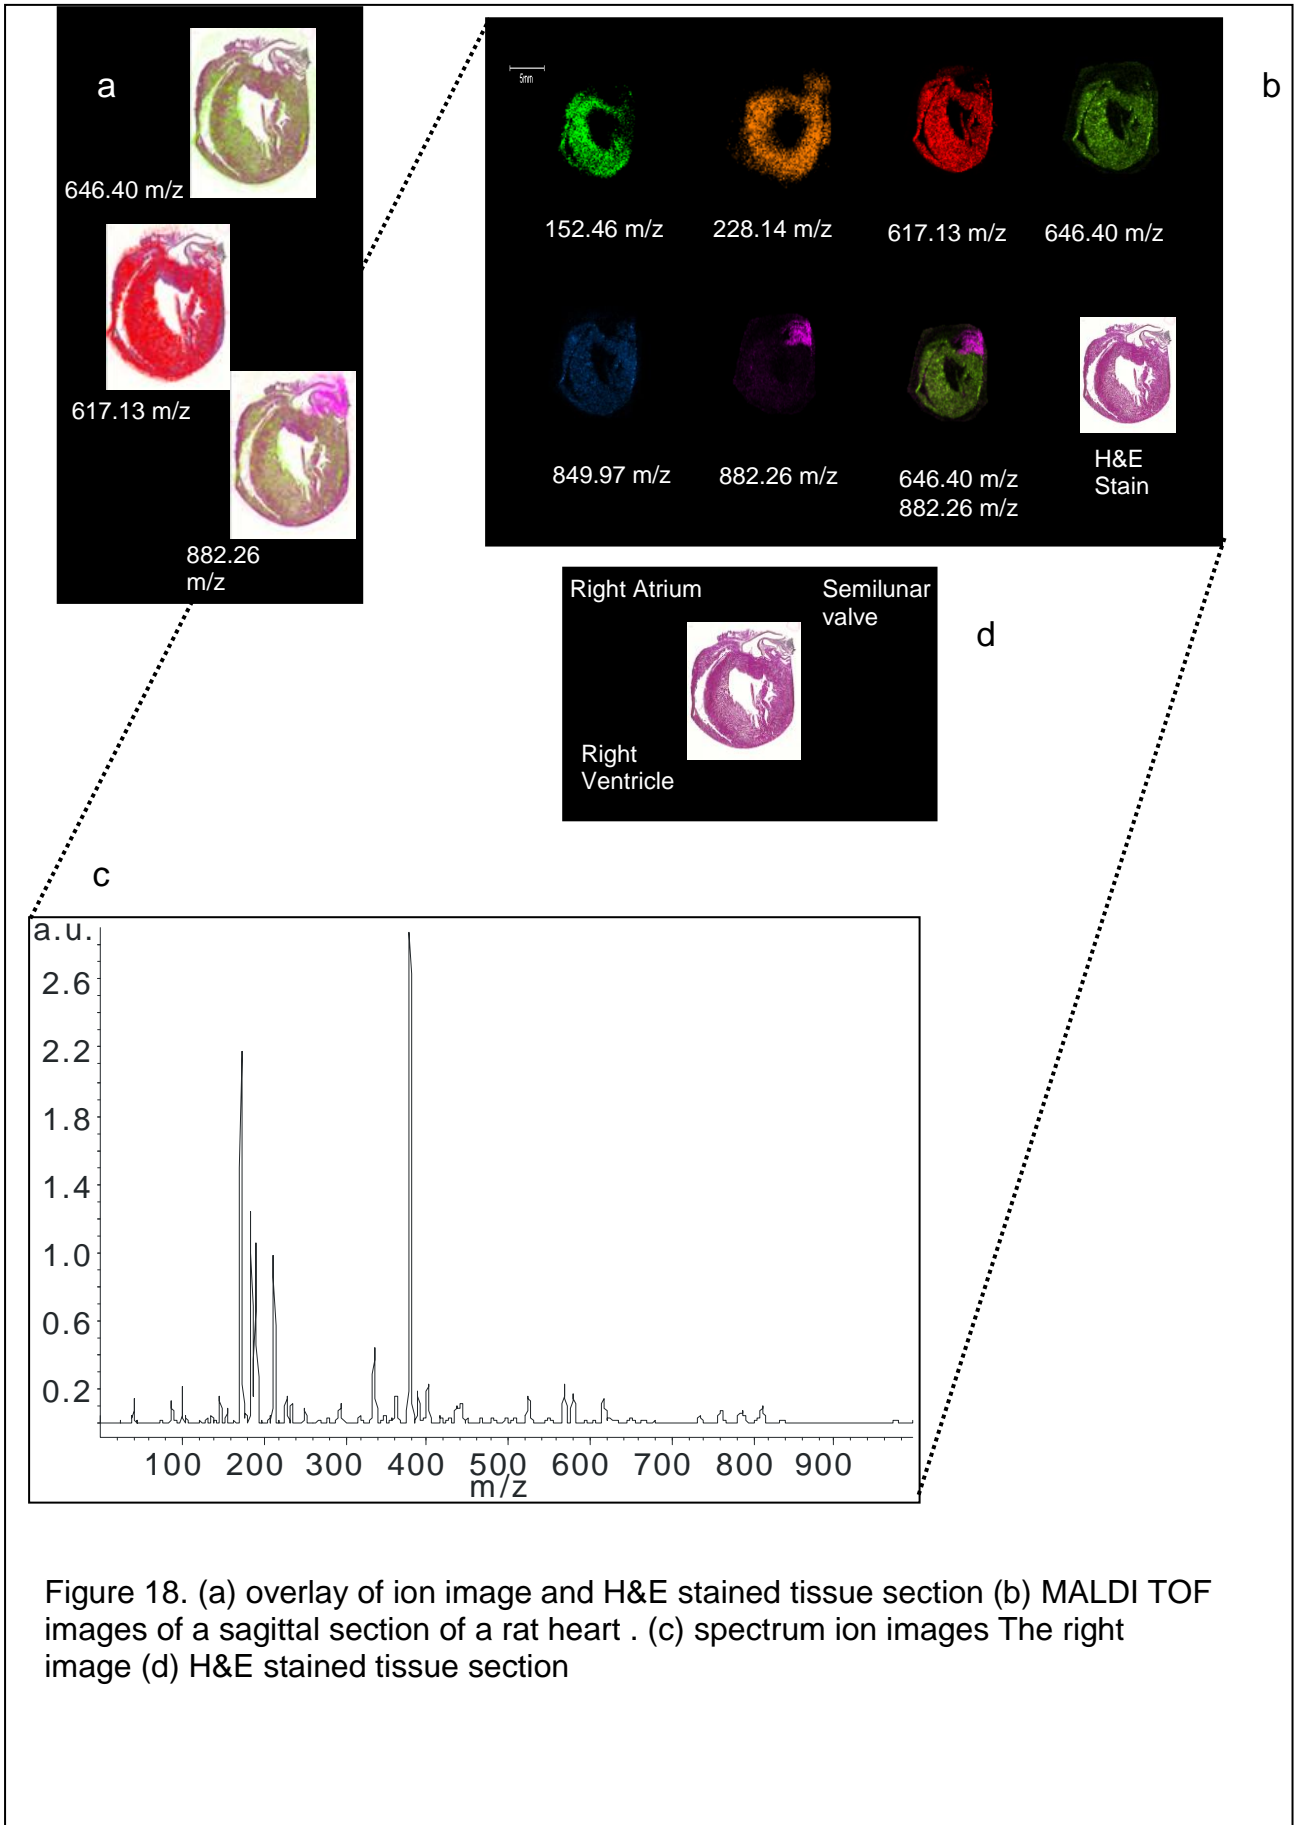 a
646.40 m/z
617.13 m/z
882.26
m/z
b
5mm
152.46 m/z
228.14 m/z
617.13 m/z
646.40 m/z
849.97 m/z
882.26 m/z
646.40 m/z
882.26 m/z
H&E
Stain
Right Atrium
Semilunar
valve
Right
Ventricle
d
c
a.u.
2.6
2.2
1.8
1.4
1.0
0.6
0.2
100 200 300 400 500 600 700 800 900
m/z
Figure 18. (a) overlay of ion image and H&E stained tissue section (b) MALDI TOF
images of a sagittal section of a rat heart . (c) spectrum ion images The right
image (d) H&E stained tissue section